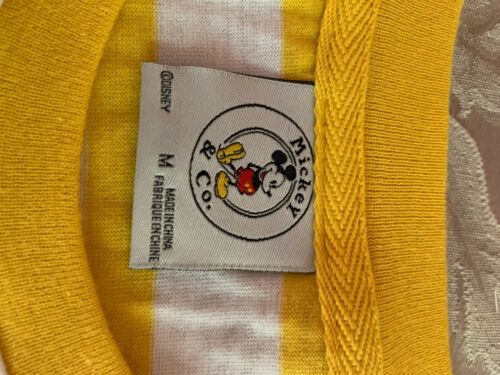 Mickey
& Co.
©DISNEY
M
MADE IN CHINA
FABRIQUE EN CHINE